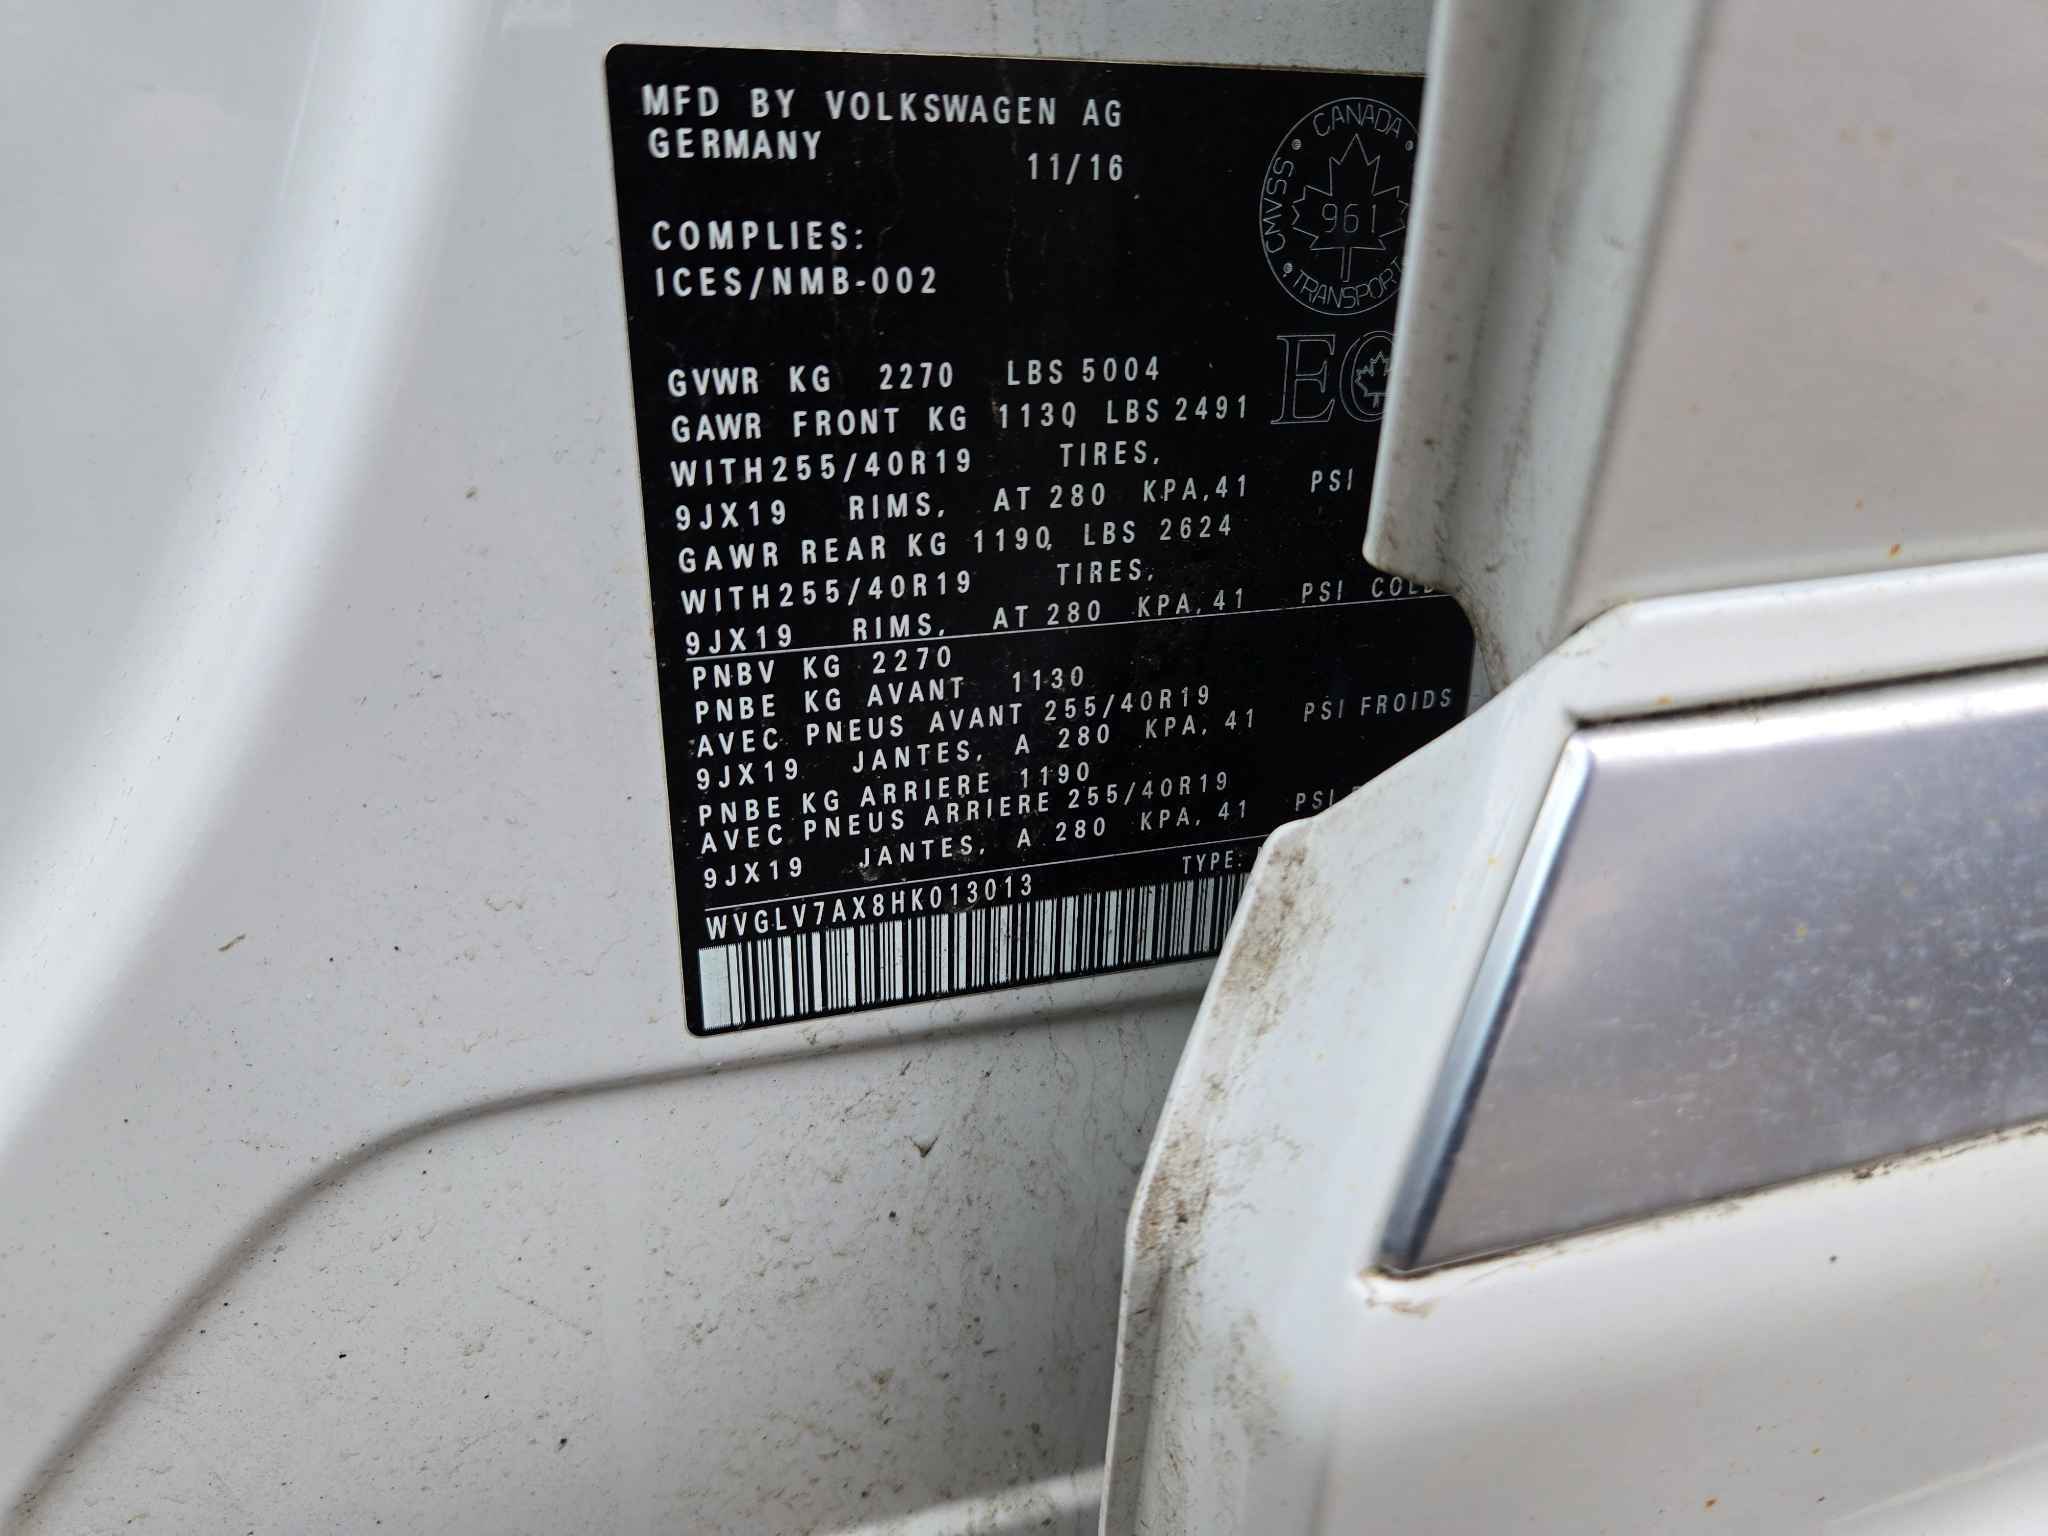 MFD BY VOLKSWAGEN AG
GERMANY
11/16
CANADA
CMVSS
961
TRANSPORT
COMPLIES:
ICES/NMB-002
GVWR KG 2270 LBS 5004
GAWR FRONT KG 1130 LBS 2491
WITH255/40R19 TIRES,
9JX19 RIMS, AT 280 KPA,41 PSI
GAWR REAR KG 1190, LBS 2624
WITH255/40R19 TIRES,
9JX19 RIMS, AT 280 KPA,41 PSI COLD
PNBV KG 2270
PNBE KG AVANT 1130
AVEC PNEUS AVANT 255/40R19
9JX19 JANTES, A 280 KPA, 41 PSI FROIDS
PNBE KG ARRIERE 1190
AVEC PNEUS ARRIERE 255/40R19
9JX19 JANTES, A 280 KPA, 41 PSI
TYPE:
WVGLV7AX8HK013013